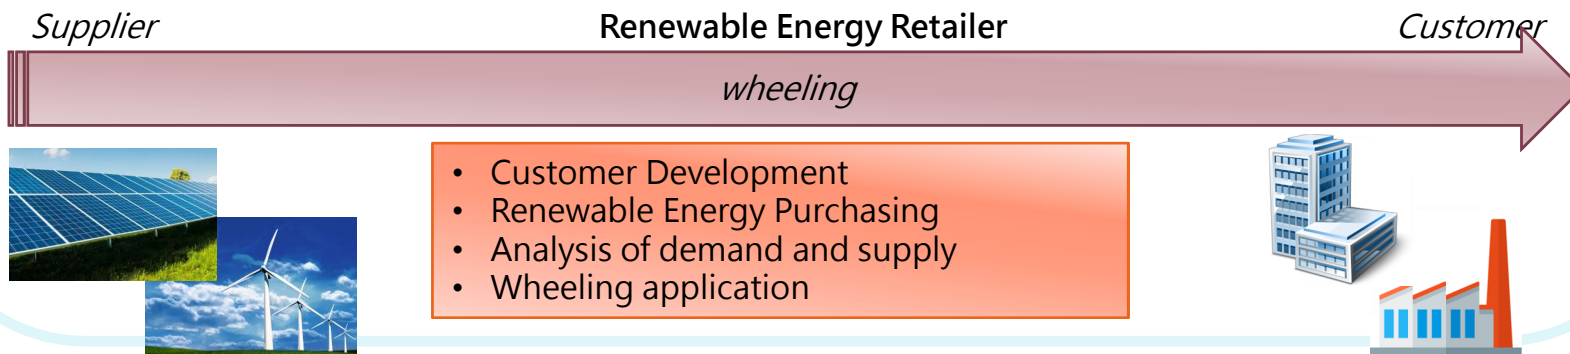 Supplier
Renewable Energy Retailer
Customer
wheeling
• Customer Development
• Renewable Energy Purchasing
• Analysis of demand and supply
• Wheeling application